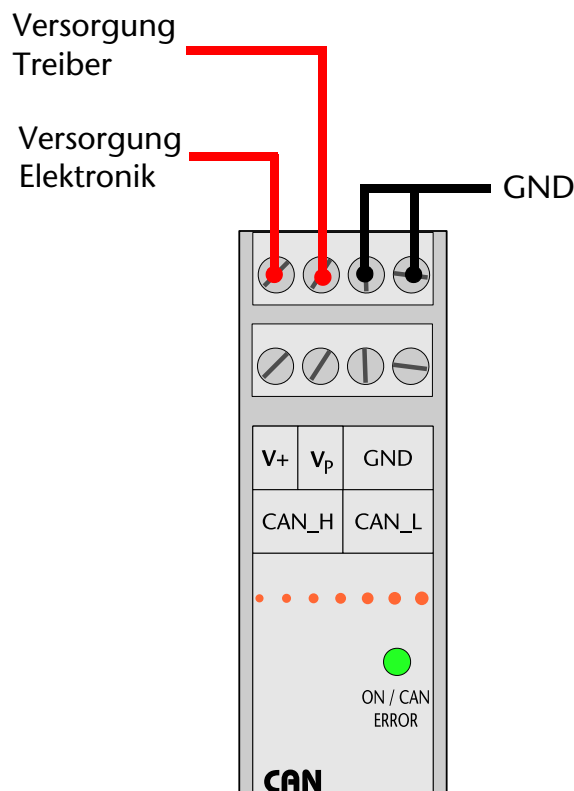 Versorgung
Treiber
Versorgung
Elektronik
GND
V+ VP GND
CAN_H CAN_L
ON / CAN
ERROR
CAN